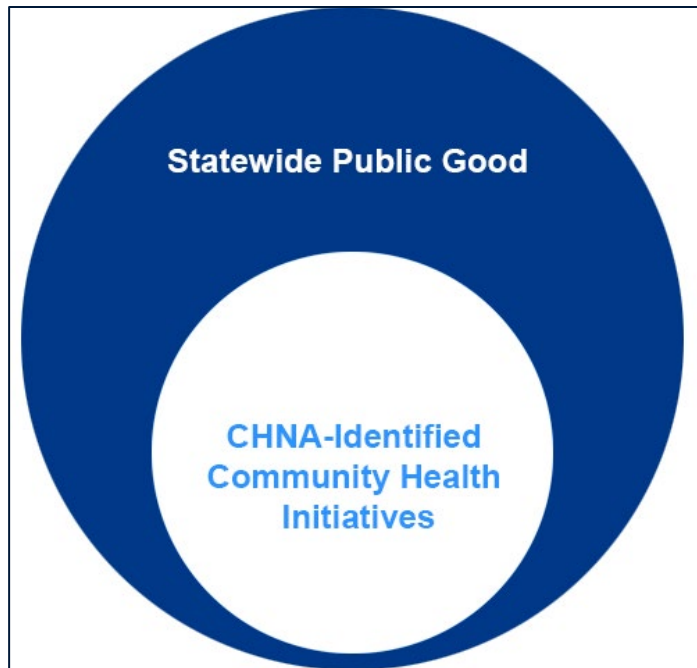 Statewide Public Good
CHNA-Identified
Community Health
Initiatives